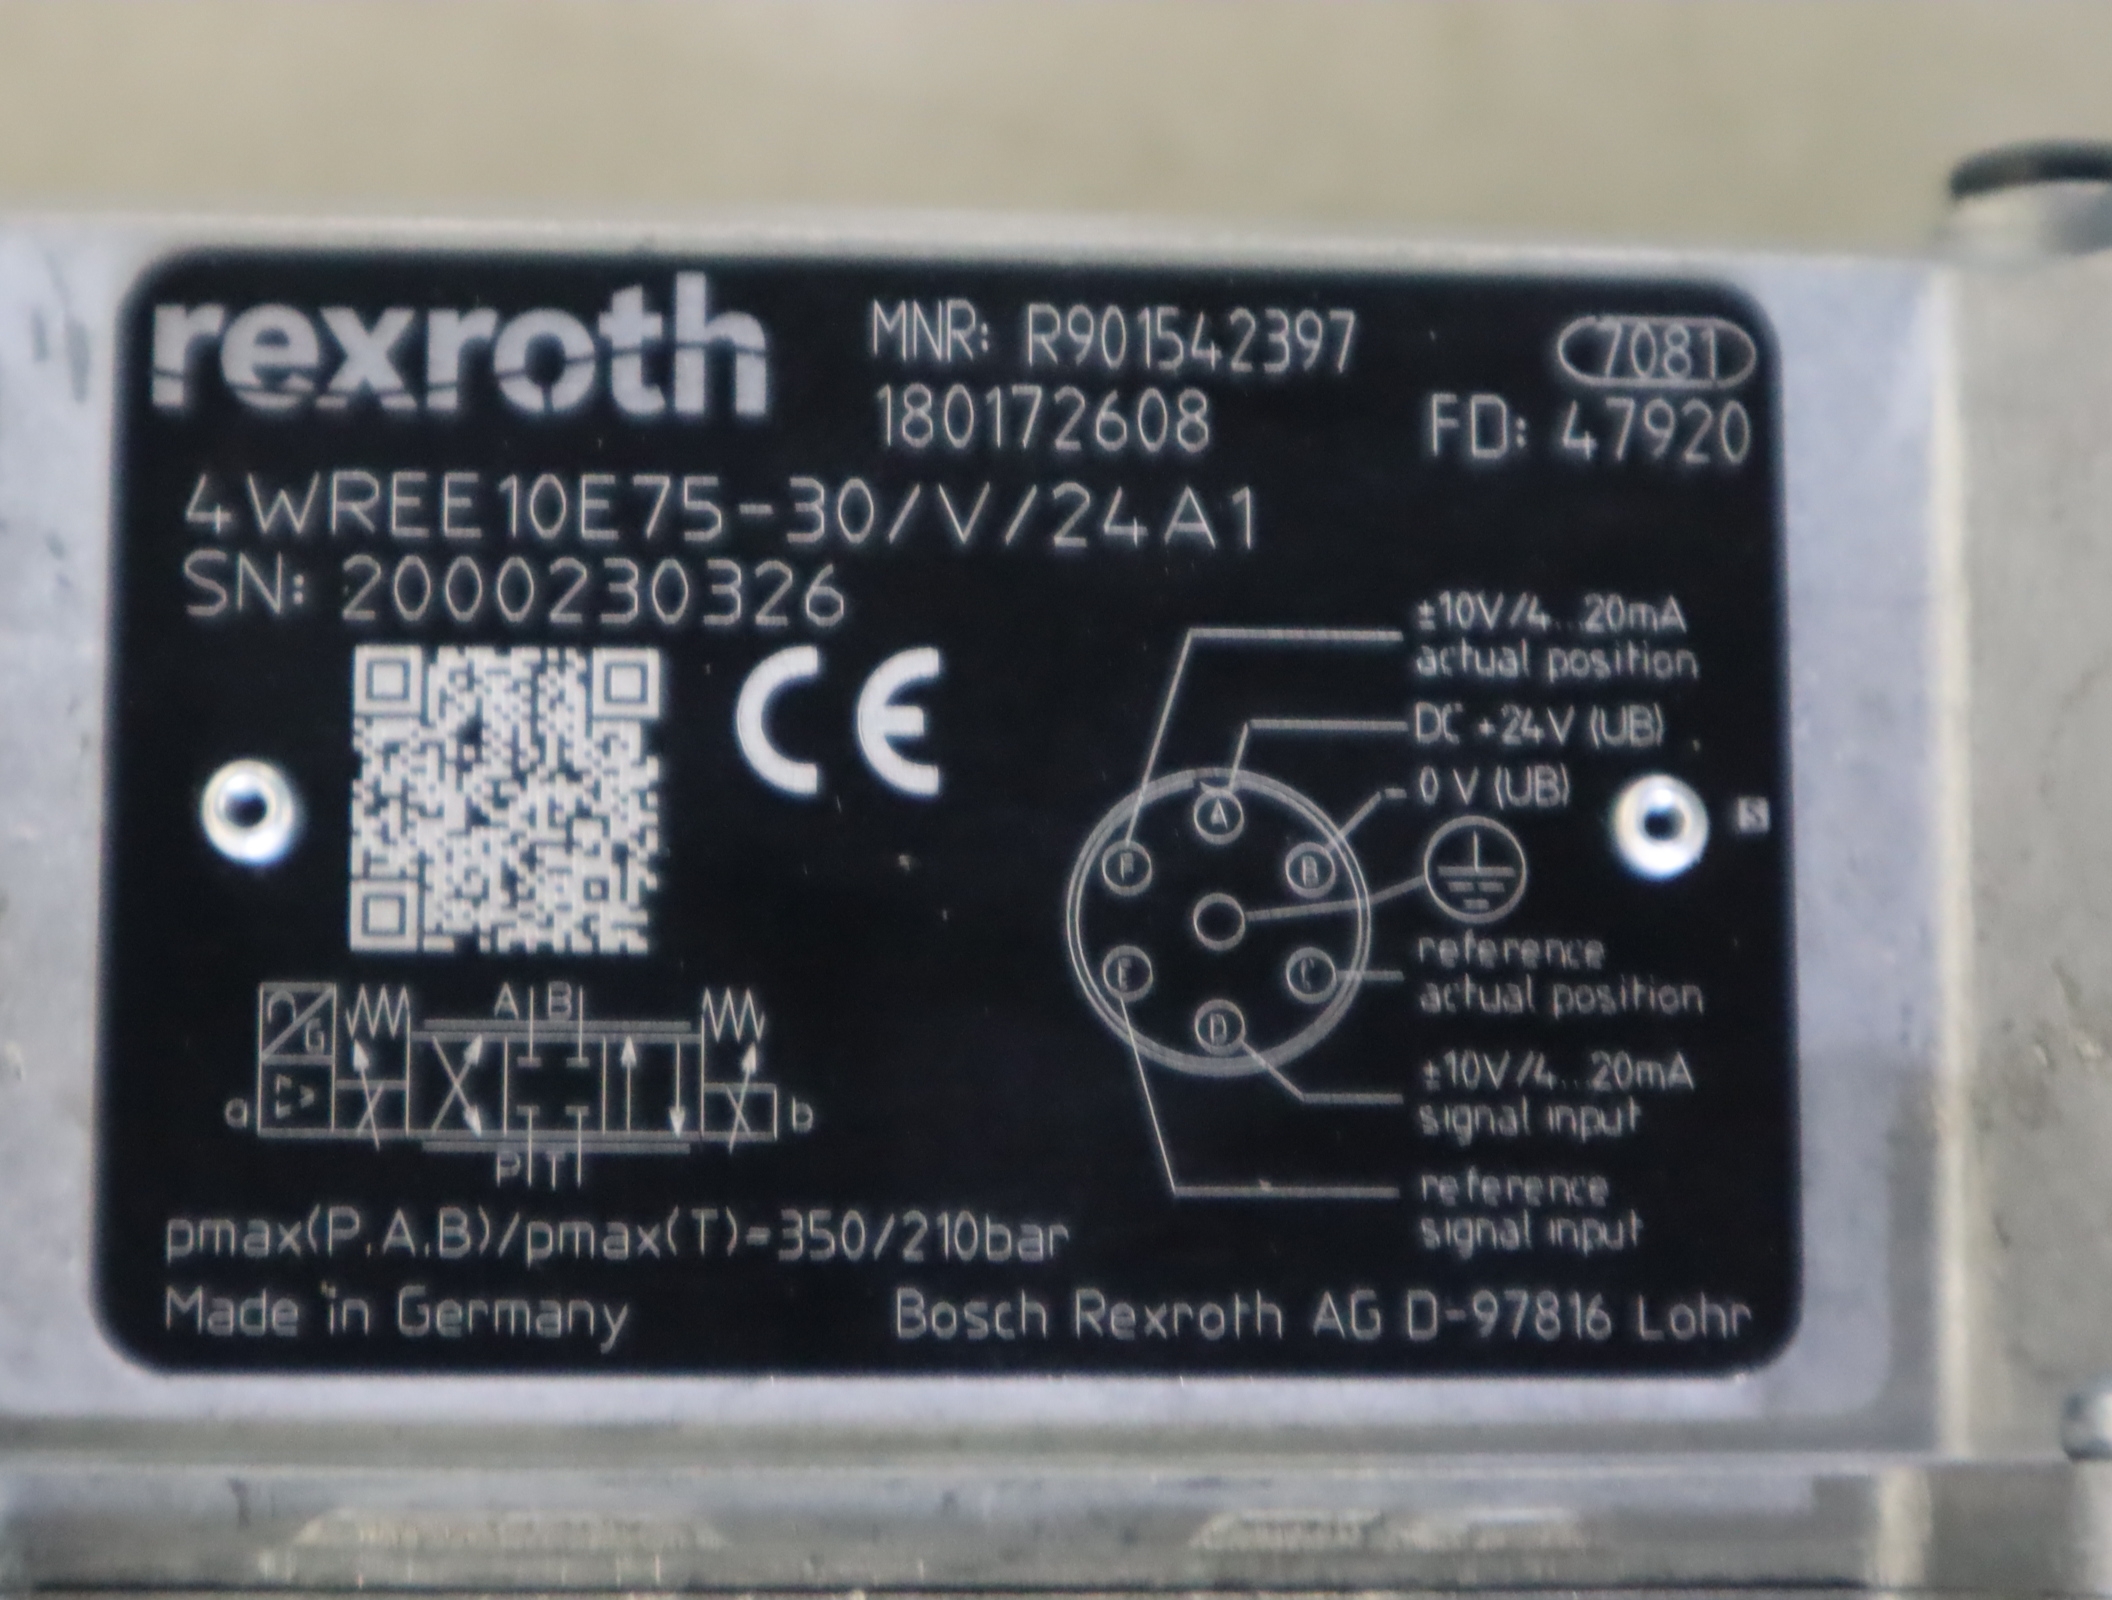 rexroth
MNR: R901542397
7081
180172608
FD: 47920
4WREE10E75-30/V/24A1
SN: 2000230326
CE
±10V/4...20mA
actual position
DC +24V (UB)
0 V (UB)
A
F
B
S
E
C
D
reference
actual position
±10V/4...20mA
signal input
reference
signal input
A B
G
a
b
P T
pmax(P.A.B)/pmax(T)=350/210bar
Made in Germany
Bosch Rexroth AG D-97816 Lohr